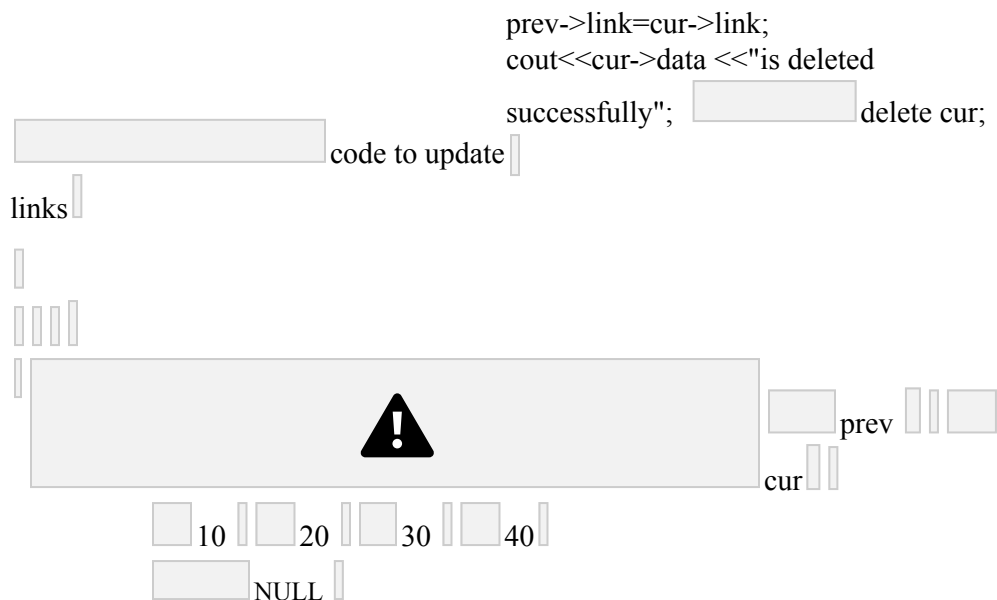 prev->link=cur->link;
cout<<cur->data <<"is deleted
successfully"; delete cur;
code to update
links
prev
cur
10 20 30 40
NULL